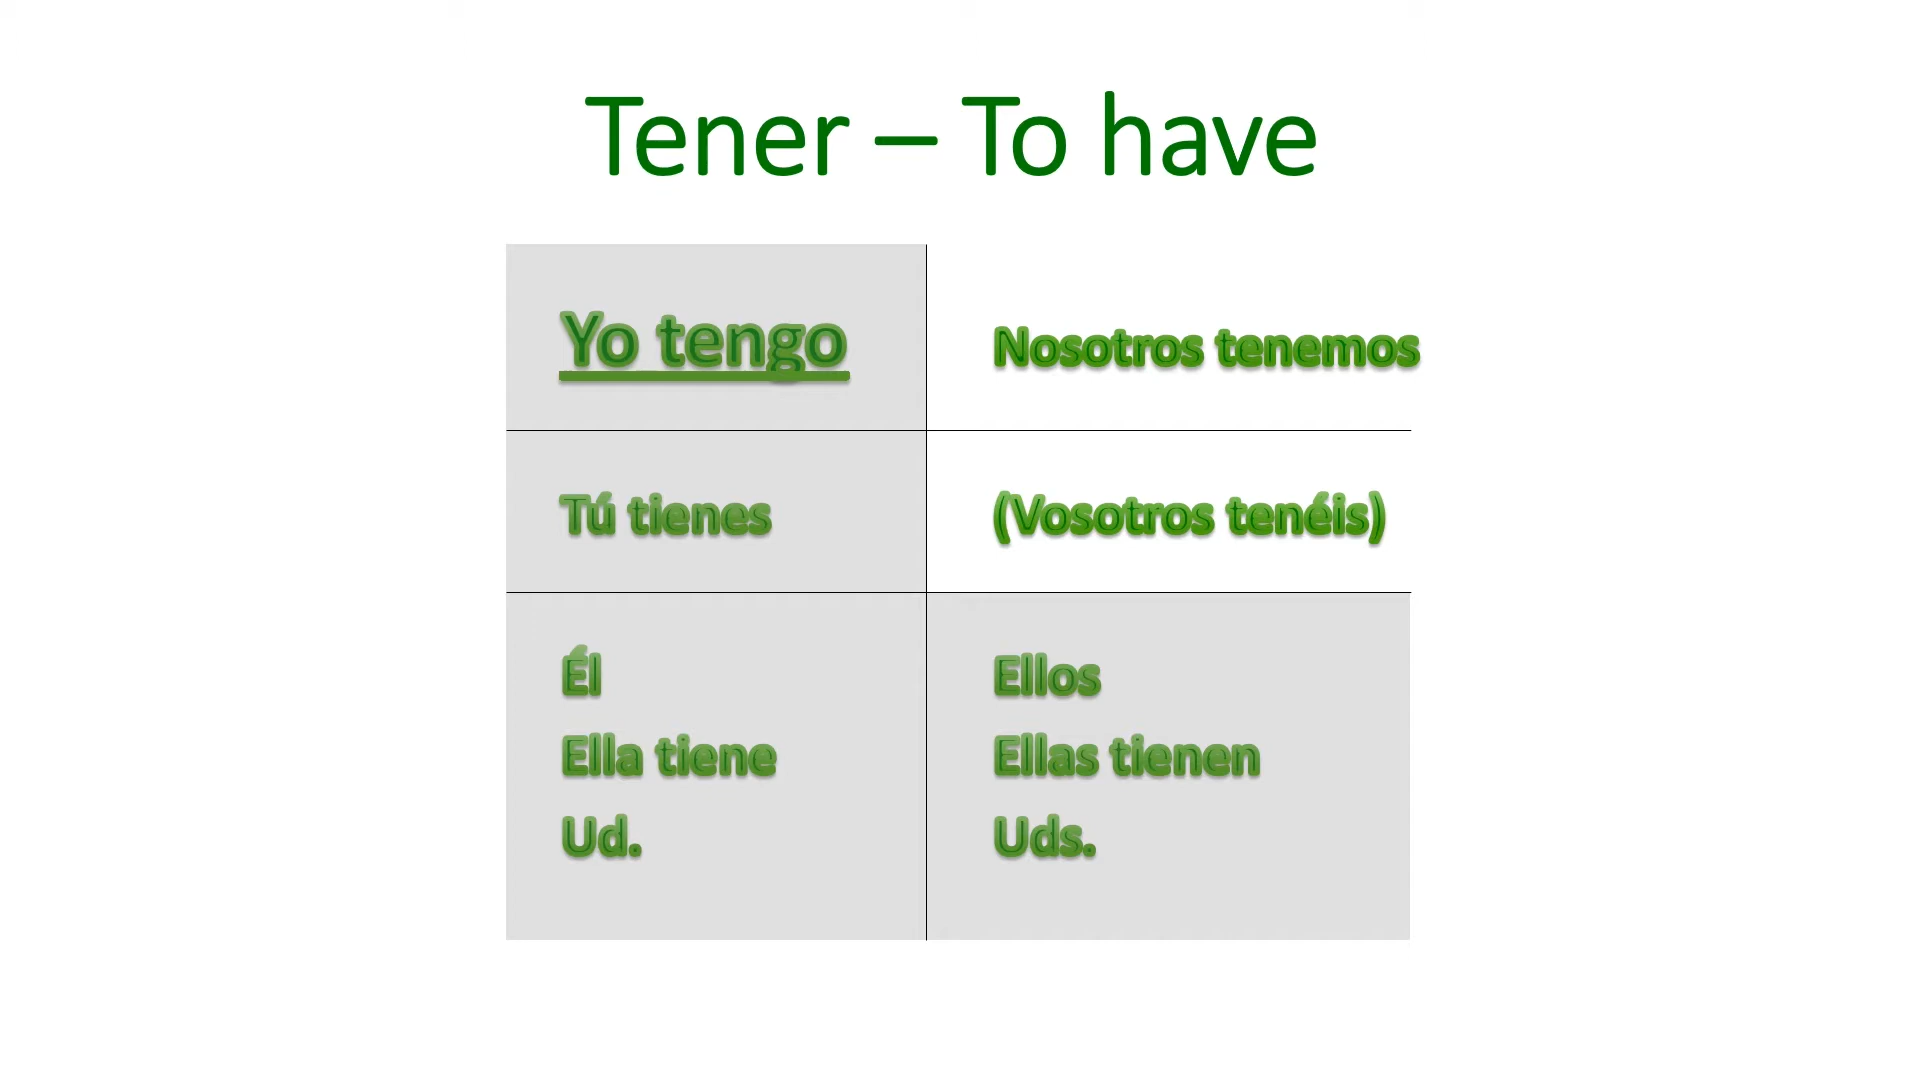 Tener – To have
Yo tengo
Nosotros tenemos
Tú tienes
(Vosotros tenéis)
Él
Ella tiene
Ud.
Ellos
Ellas tienen
Uds.